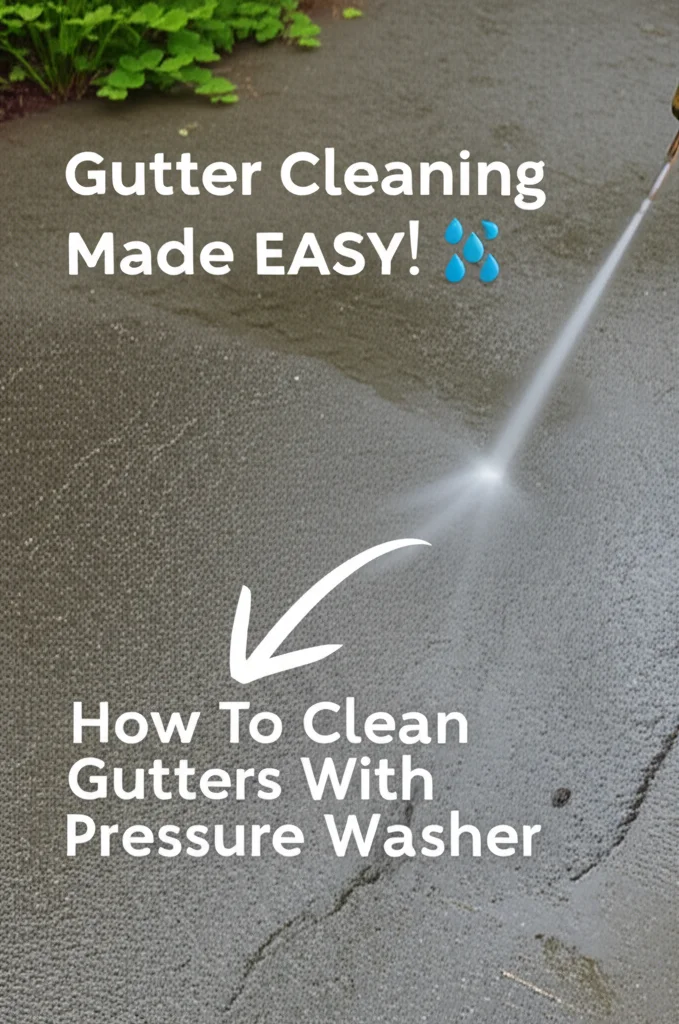 Gutter Cleaning
Made EASY! 💦
How To Clean
Gutters With
Pressure Washer